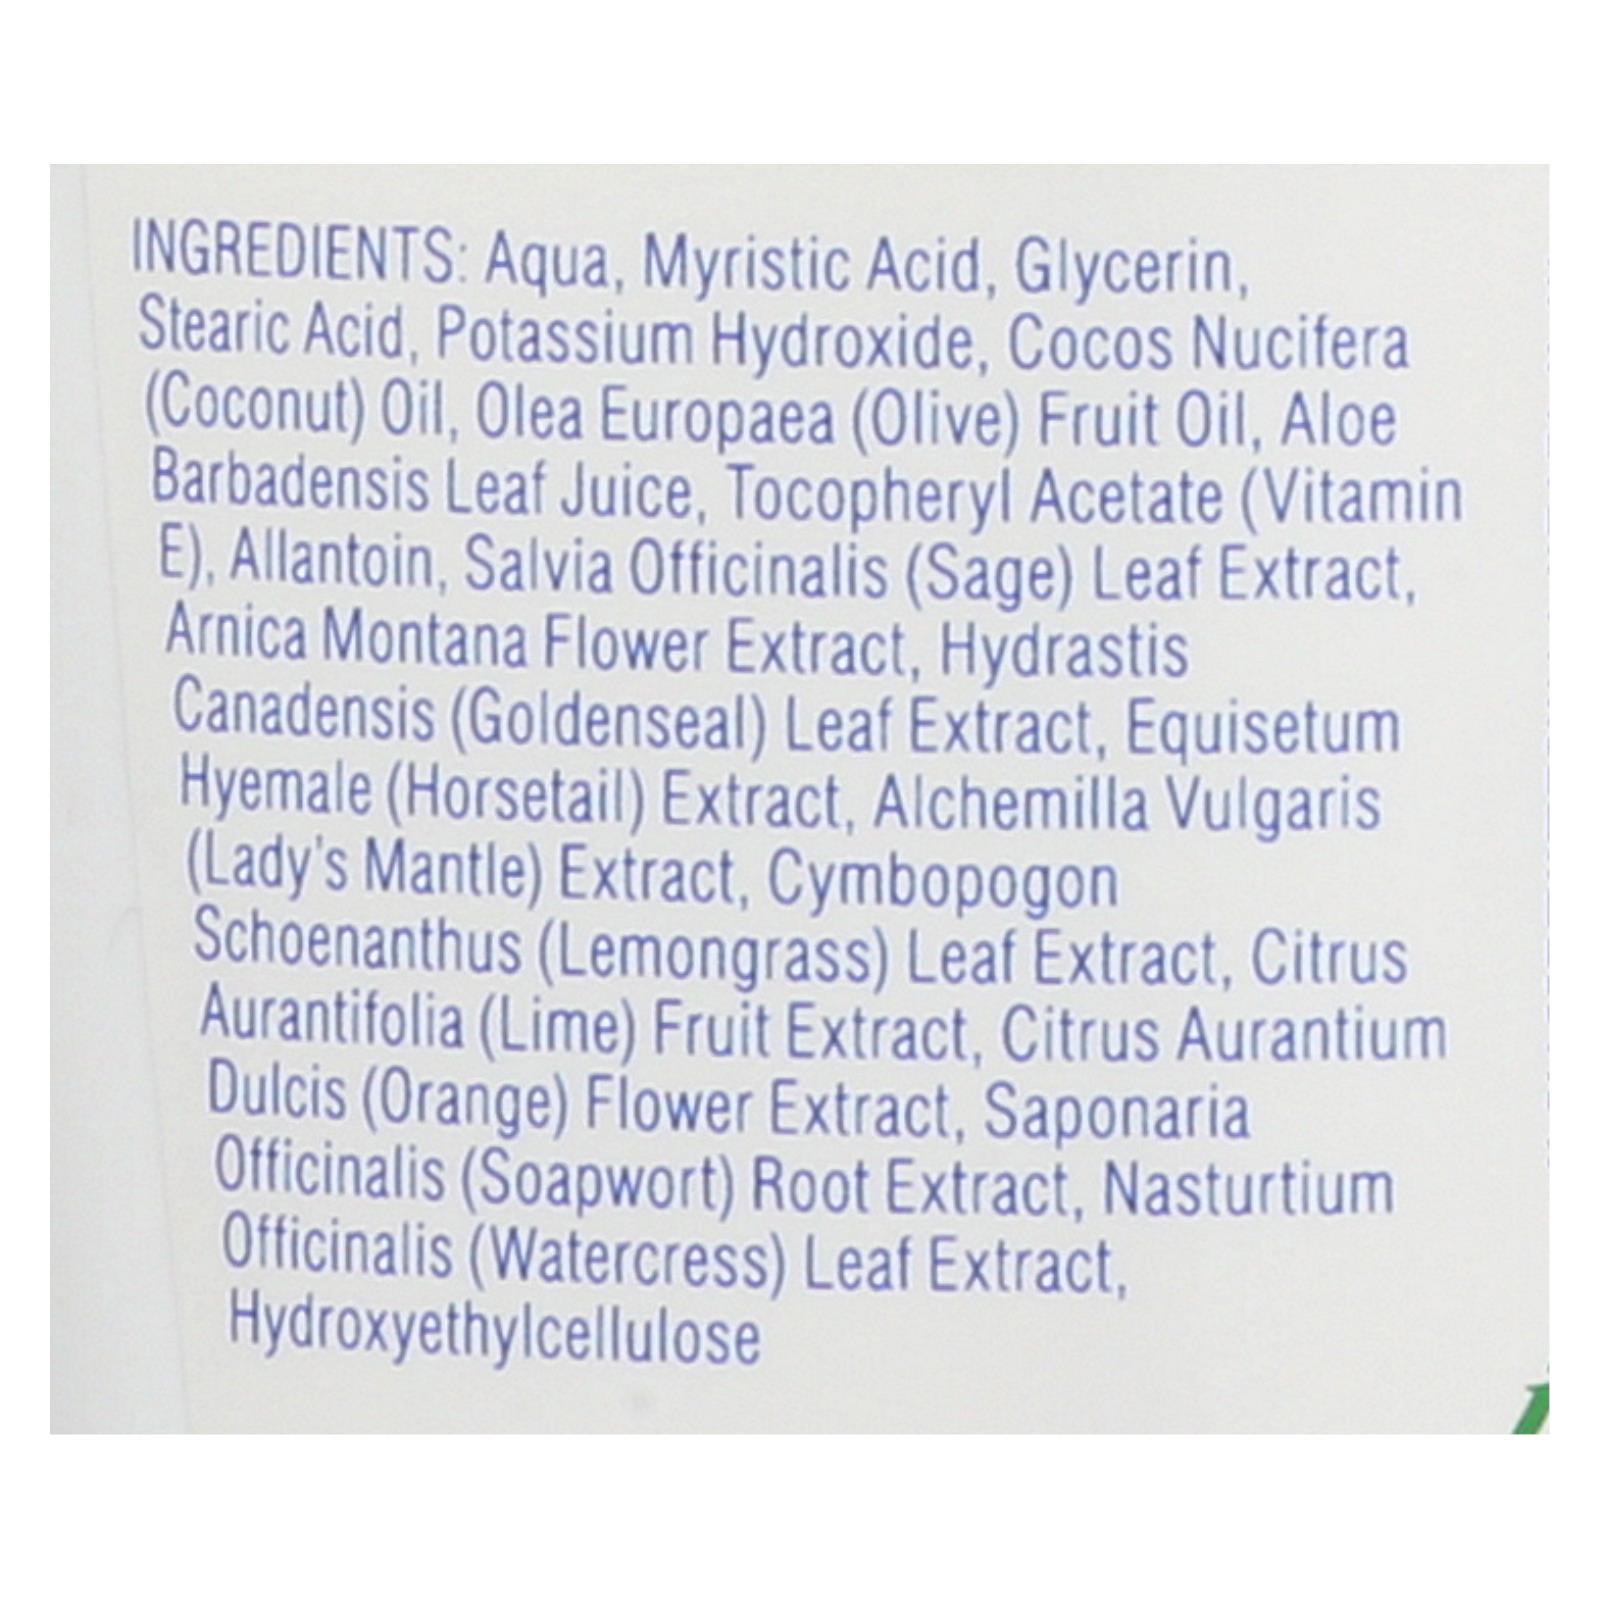 INGREDIENTS: Aqua, Myristic Acid, Glycerin,
Stearic Acid, Potassium Hydroxide, Cocos Nucifera
(Coconut) Oil, Olea Europaea (Olive) Fruit Oil, Aloe
Barbadensis Leaf Juice, Tocopheryl Acetate (Vitamin
E), Allantoin, Salvia Officinalis (Sage) Leaf Extract,
Arnica Montana Flower Extract, Hydrastis
Canadensis (Goldenseal) Leaf Extract, Equisetum
Hyemale (Horsetail) Extract, Alchemilla Vulgaris
(Lady's Mantle) Extract, Cymbopogon
Schoenanthus (Lemongrass) Leaf Extract, Citrus
Aurantifolia (Lime) Fruit Extract, Citrus Aurantium
Dulcis (Orange) Flower Extract, Saponaria
Officinalis (Soapwort) Root Extract, Nasturtium
Officinalis (Watercress) Leaf Extract,
Hydroxyethylcellulose